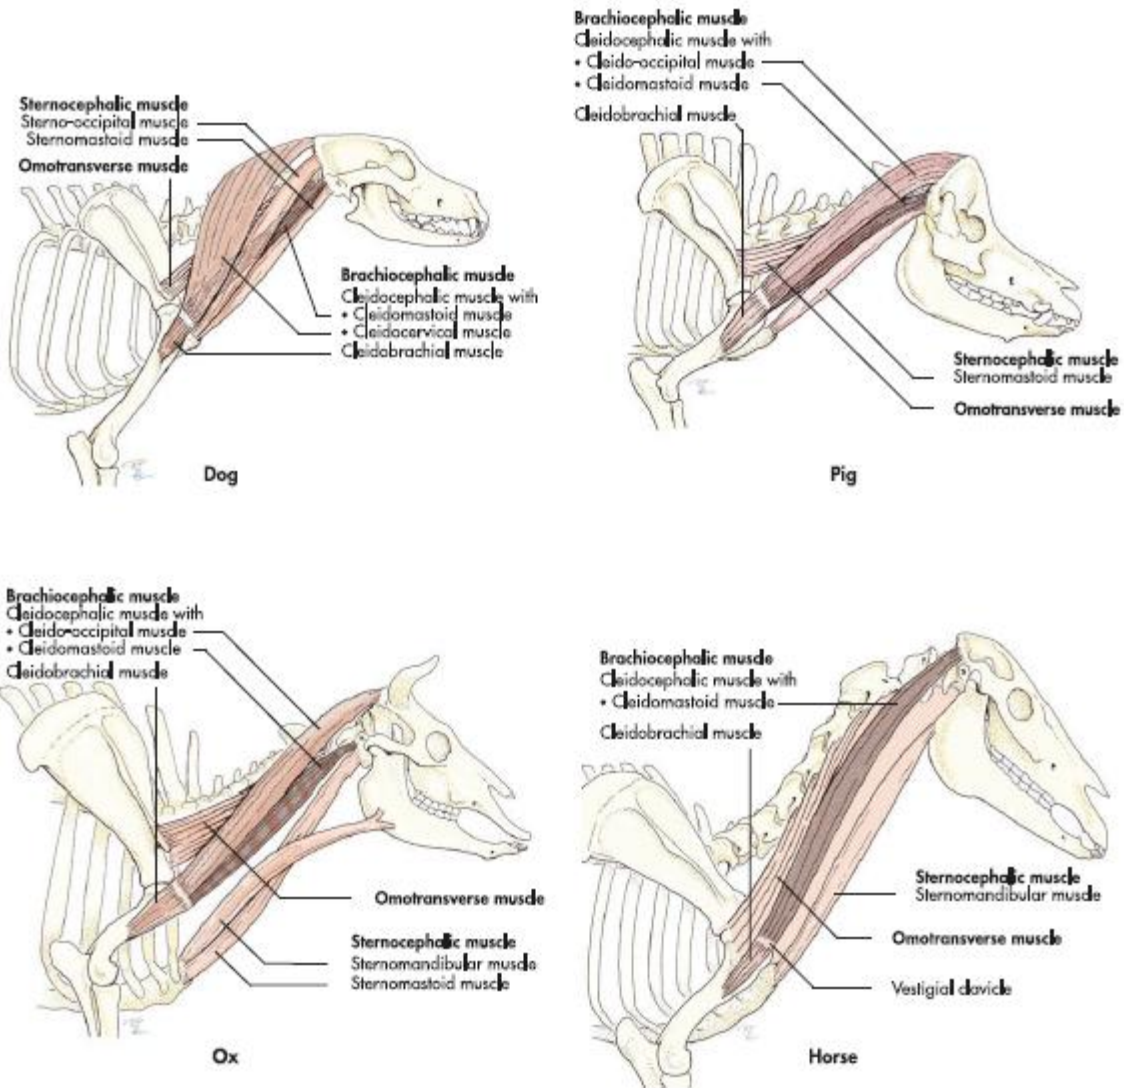 Sternocephalic muscle
Sterno-occipital muscle
Sternomastoid muscle
Omotransverse muscle
Brachiocephalic muscle
Cleidocephalic muscle with
• Cleidomastoid muscle
• Cleidocervical muscle
Cleidobrachial muscle
Dog
Brachiocephalic muscle
Cleidocephalic muscle with
• Cleido-occipital muscle
• Cleidomastoid muscle
Cleidobrachial muscle
Sternocephalic muscle
Sternomastoid muscle
Omotransverse muscle
Pig
Brachiocephalic muscle
Cleidocephalic muscle with
• Cleido-occipital muscle
• Cleidomastoid muscle
Cleidobrachial muscle
Omotransverse muscle
Sternocephalic muscle
Sternomandibular muscle
Sternomastoid muscle
Ox
Brachiocephalic muscle
Cleidocephalic muscle with
• Cleidomastoid muscle
Cleidobrachial muscle
Sternocephalic muscle
Sternomandibular muscle
Omotransverse muscle
Vestigial clavicle
Horse